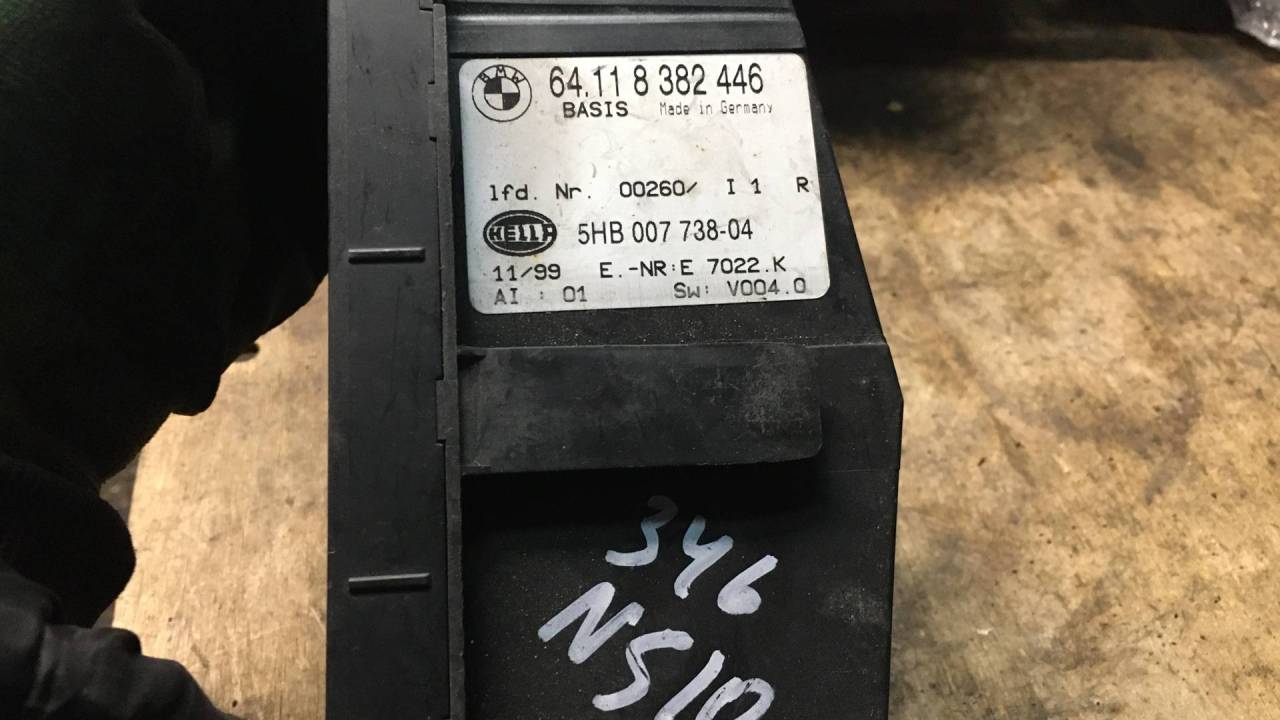 BMW
64.11 8 382 446
BASIS Made in Germany
lfd. Nr. 00260/ I 1 R
HELLA 5HB 007 738-04
11/99 E.-NR:E 7022.K
AI : 01 Sw: V004.0
346
N510